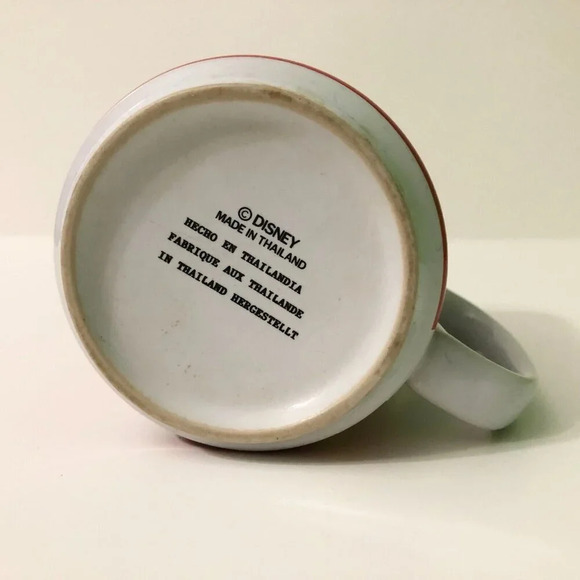 © DISNEY
MADE IN THAILAND
HECHO EN THAILANDIA
FABRIQUE AUX THAILANDE
IN THAILAND HERGESTELLT